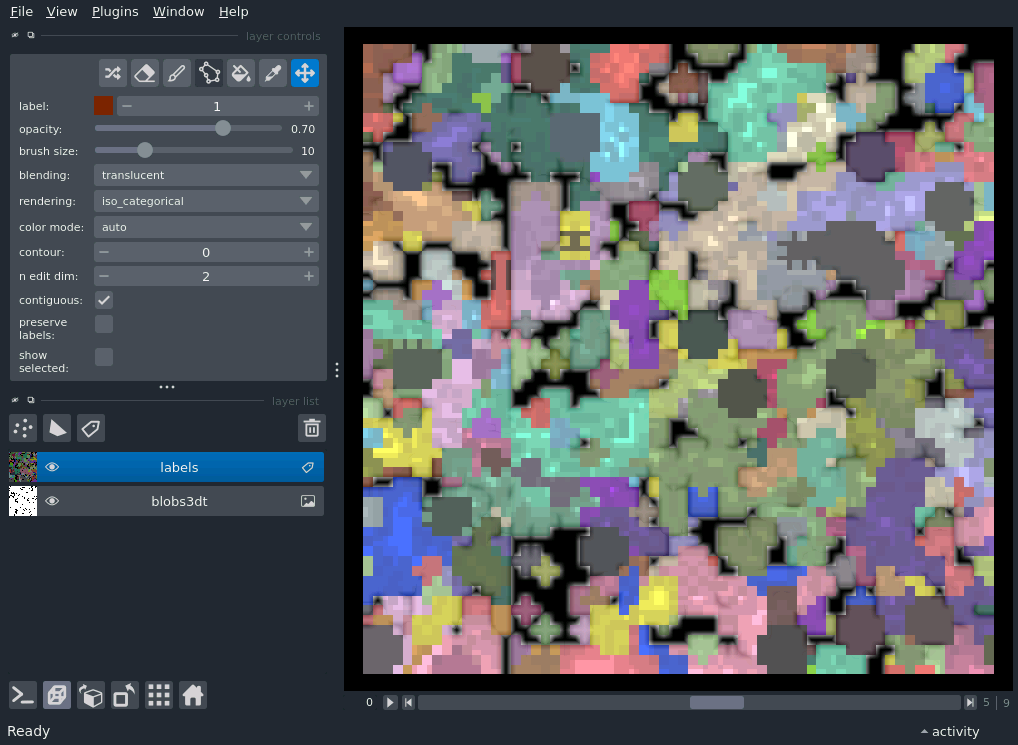 File View Plugins Window Help
layer controls
label: 1
opacity: 0.70
brush size: 10
blending: translucent
rendering: iso_categorical
color mode: auto
contour: 0
n edit dim: 2
contiguous:
preserve
labels:
show
selected:
layer list
labels
blobs3dt
0 5 9
Ready activity